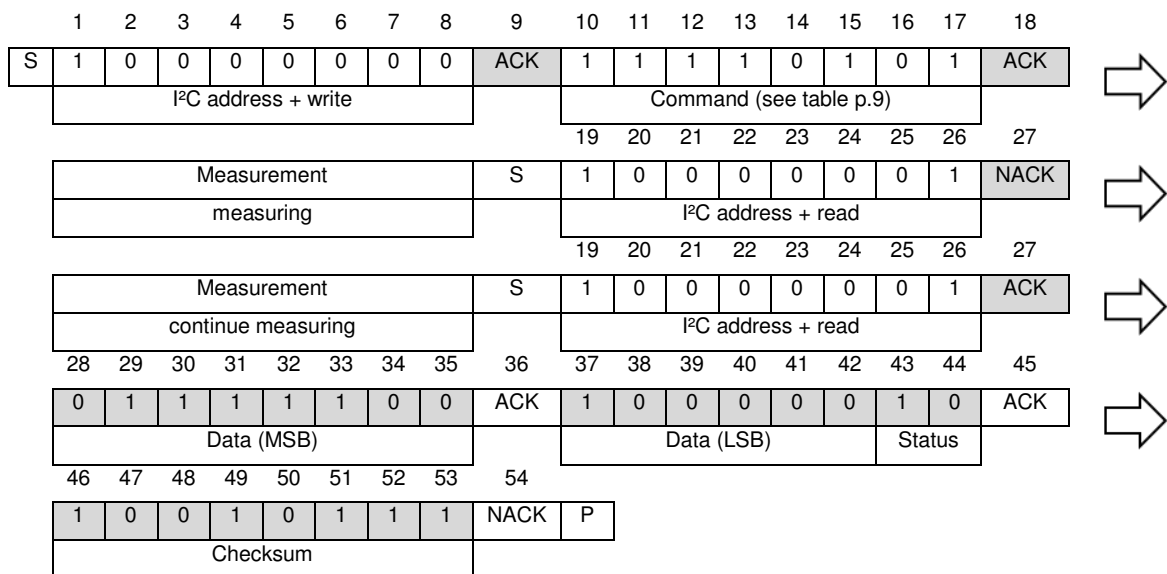 1 2 3 4 5 6 7 8 9 10 11 12 13 14 15 16 17 18
S 1 0 0 0 0 0 0 0 ACK 1 1 1 1 0 1 0 1 ACK
I²C address + write Command (see table p.9)
19 20 21 22 23 24 25 26 27
Measurement S 1 0 0 0 0 0 0 1 NACK
measuring I²C address + read
19 20 21 22 23 24 25 26 27
Measurement S 1 0 0 0 0 0 0 1 ACK
continue measuring I²C address + read
28 29 30 31 32 33 34 35 36 37 38 39 40 41 42 43 44 45
0 1 1 1 1 1 0 0 ACK 1 0 0 0 0 0 1 0 ACK
Data (MSB) Data (LSB) Status
46 47 48 49 50 51 52 53 54
1 0 0 1 0 1 1 1 NACK P
Checksum